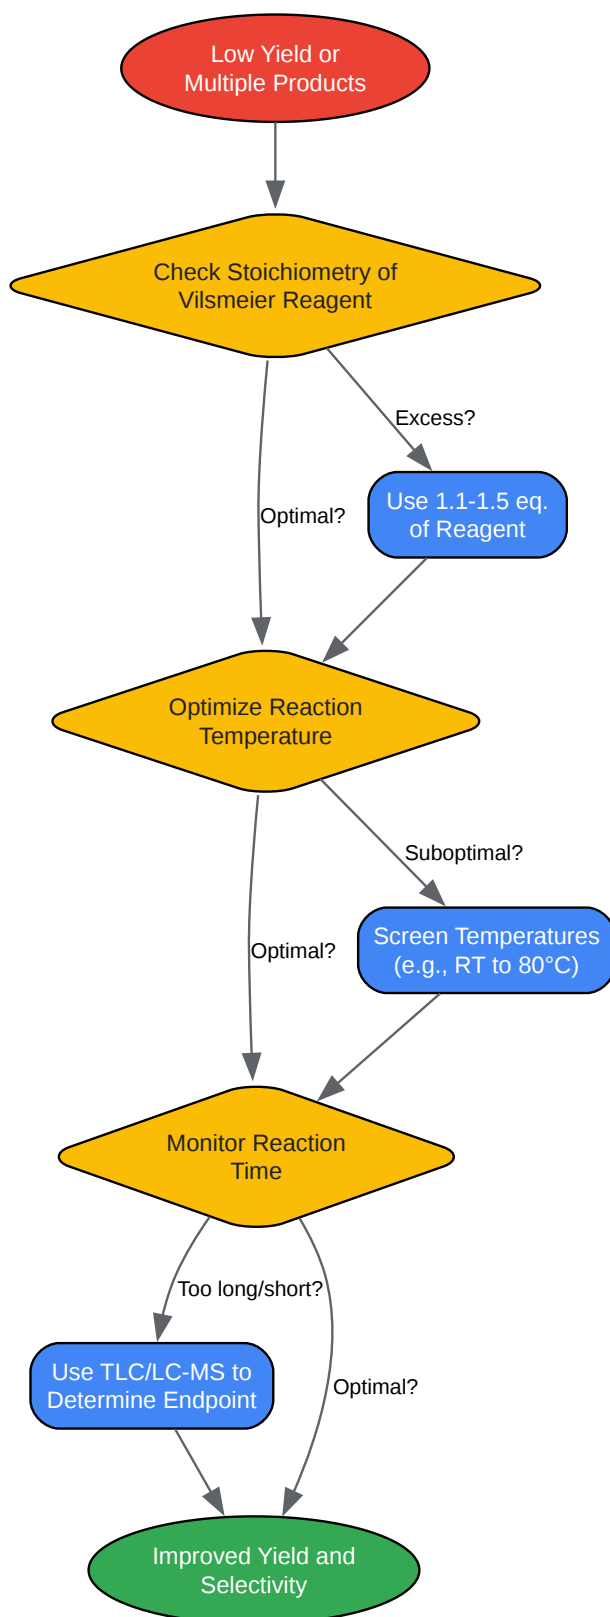 Low Yield or
Multiple Products
Check Stoichiometry of
Vilsmeier Reagent
Excess?
Use 1.1-1.5 eq.
of Reagent
Optimal?
Optimize Reaction
Temperature
Suboptimal?
Screen Temperatures
(e.g., RT to 80°C)
Optimal?
Monitor Reaction
Time
Too long/short?
Use TLC/LC-MS to
Determine Endpoint
Optimal?
Improved Yield and
Selectivity